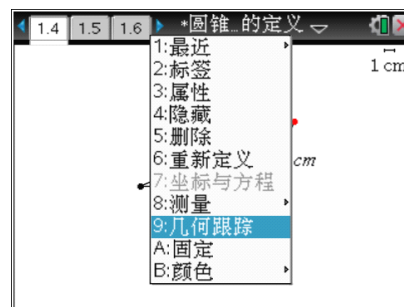 1.4 1.5 1.6 *圆锥…的定义
1 cm
1:最近
2:标签
3:属性
4:隐藏
5:删除
6:重新定义
cm
7:坐标与方程
8:测量
9:几何跟踪
A:固定
B:颜色